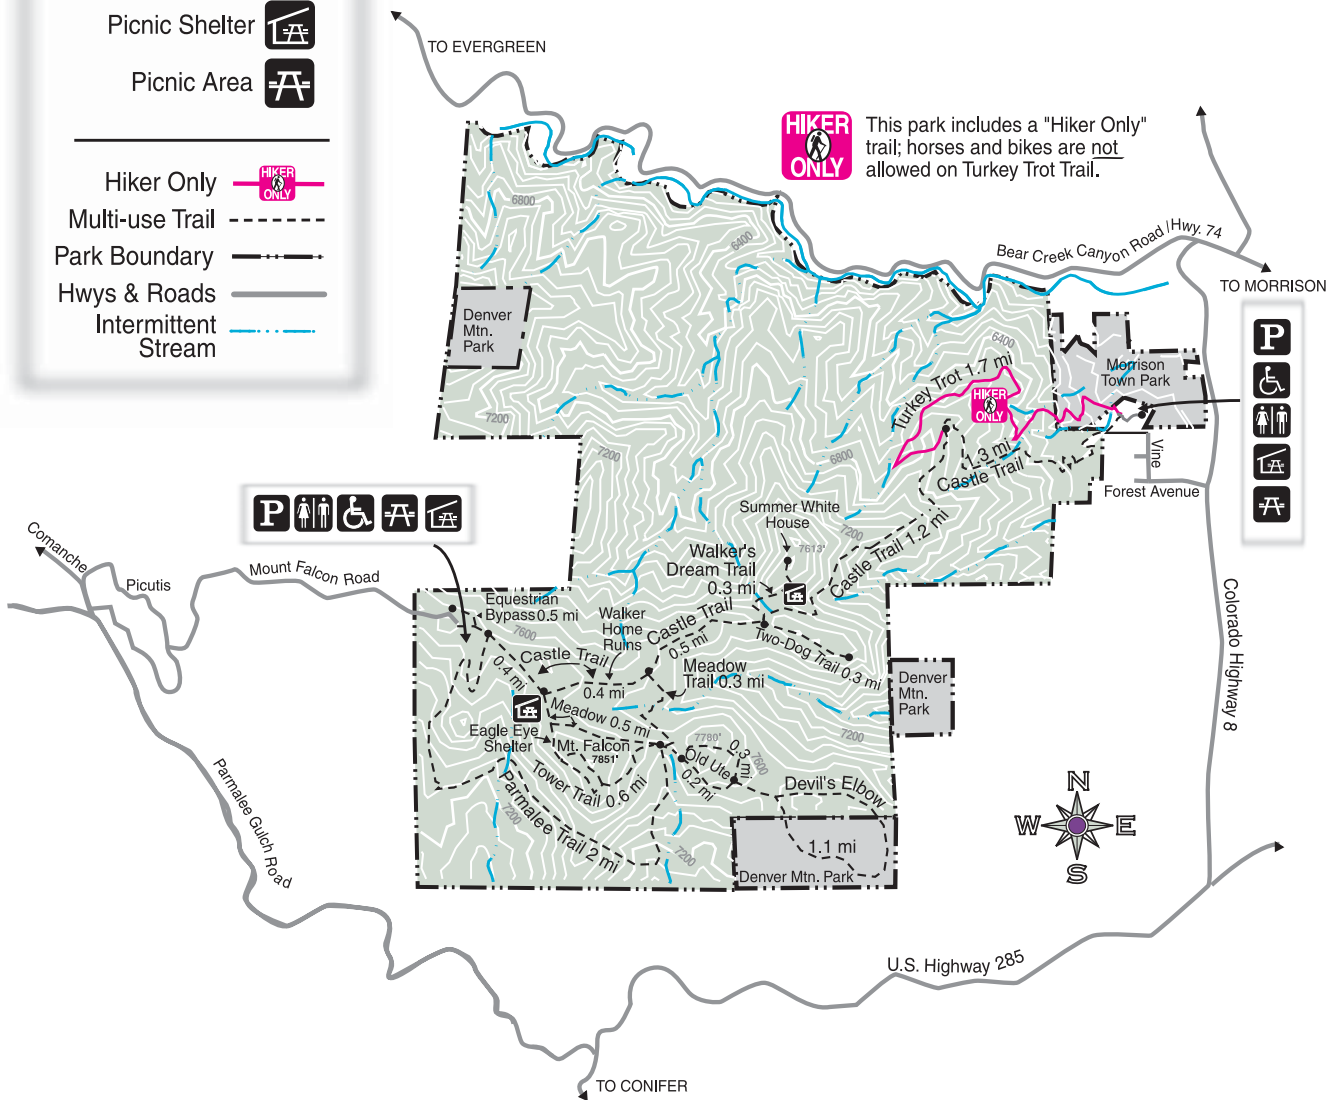 Picnic Shelter
Picnic Area
Hiker Only
HIKER
ONLY
Multi-use Trail
Park Boundary
Hwys & Roads
Intermittent
Stream
TO EVERGREEN
HIKER
ONLY
This park includes a "Hiker Only"
trail; horses and bikes are not
allowed on Turkey Trot Trail.
Bear Creek Canyon Road /Hwy. 74
TO MORRISON
P
6800
6400
Denver
Mtn.
Park
7200
7200
6400
Turkey Trot 1.7 mi
HIKER
ONLY
Morrison
Town Park
6800
1.3 mi
Castle Trail
Vine
Forest Avenue
P
Summer White
House
7613'
7200
Castle Trail 1.2 mi
Walker's
Dream Trail
0.3 mi
Comanche
Picutis
Mount Falcon Road
Equestrian
Bypass 0.5 mi
7600
Walker
Home
Ruins
Castle Trail
0.5 mi
Two-Dog Trail 0.3 mi
Castle Trail
0.4 mi
0.4 mi
Meadow
Trail 0.3 mi
Denver
Mtn.
Park
Meadow 0.5 mi
Eagle Eye
Shelter
Mt. Falcon
7851'
7780'
7200
7600
Old Ute
0.3 mi
0.2 mi
Tower Trail 0.6 mi
Parmalee Trail 2 mi
7200
7200
Devil's Elbow
1.1 mi
Denver Mtn. Park
Colorado Highway 8
N
W
E
S
Parmalee Gulch Road
U.S. Highway 285
TO CONIFER